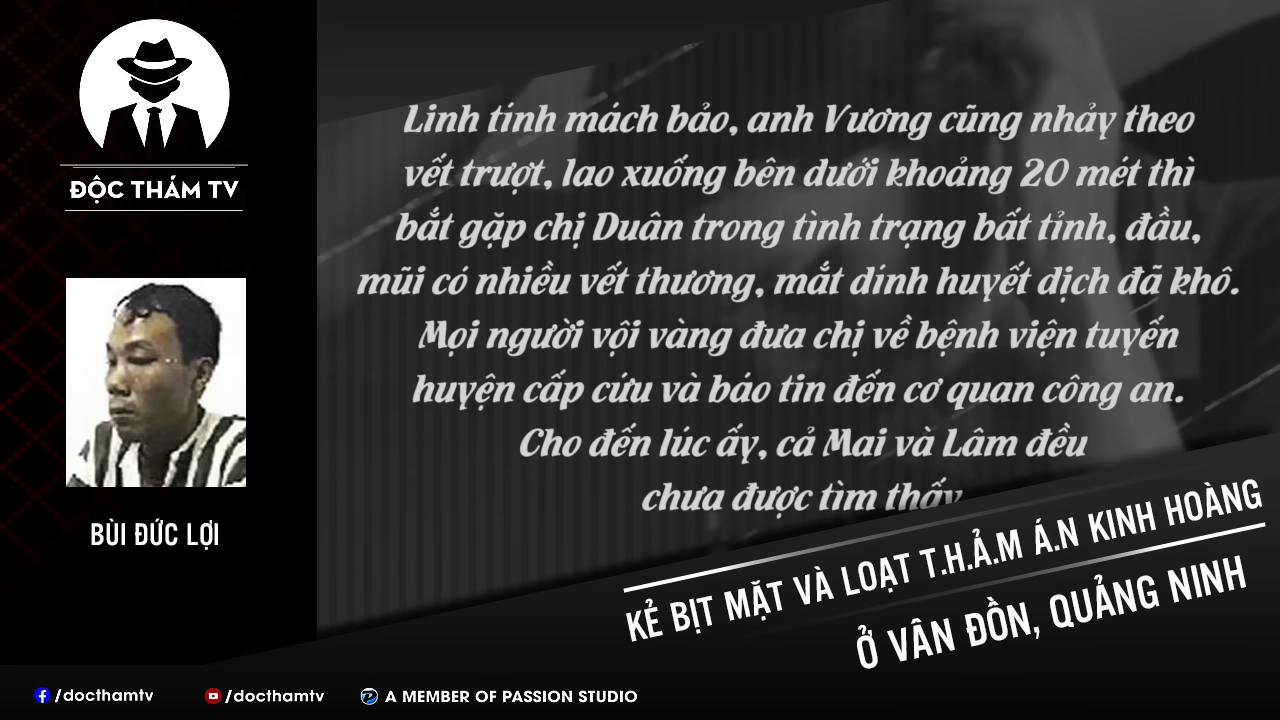 ĐỘC THÁM TV
BÙI ĐỨC LỢI
Linh tính mách bảo, anh Vương cũng nhảy theo
vết trượt, lao xuống bên dưới khoảng 20 mét thì
bắt gặp chị Duân trong tình trạng bất tỉnh, đầu,
mũi có nhiều vết thương, mắt dính huyết dịch đã khô.
Mọi người vội vàng đưa chị về bệnh viện tuyến
huyện cấp cứu và báo tin đến cơ quan công an.
Cho đến lúc ấy, cả Mai và Lâm đều
chưa được tìm thấy
KẺ BỊT MẶT VÀ LOẠT T.H.Ả.M Á.N KINH HOÀNG
Ở VÂN ĐỒN, QUẢNG NINH
/docthamtv
/docthamtv
A MEMBER OF PASSION STUDIO